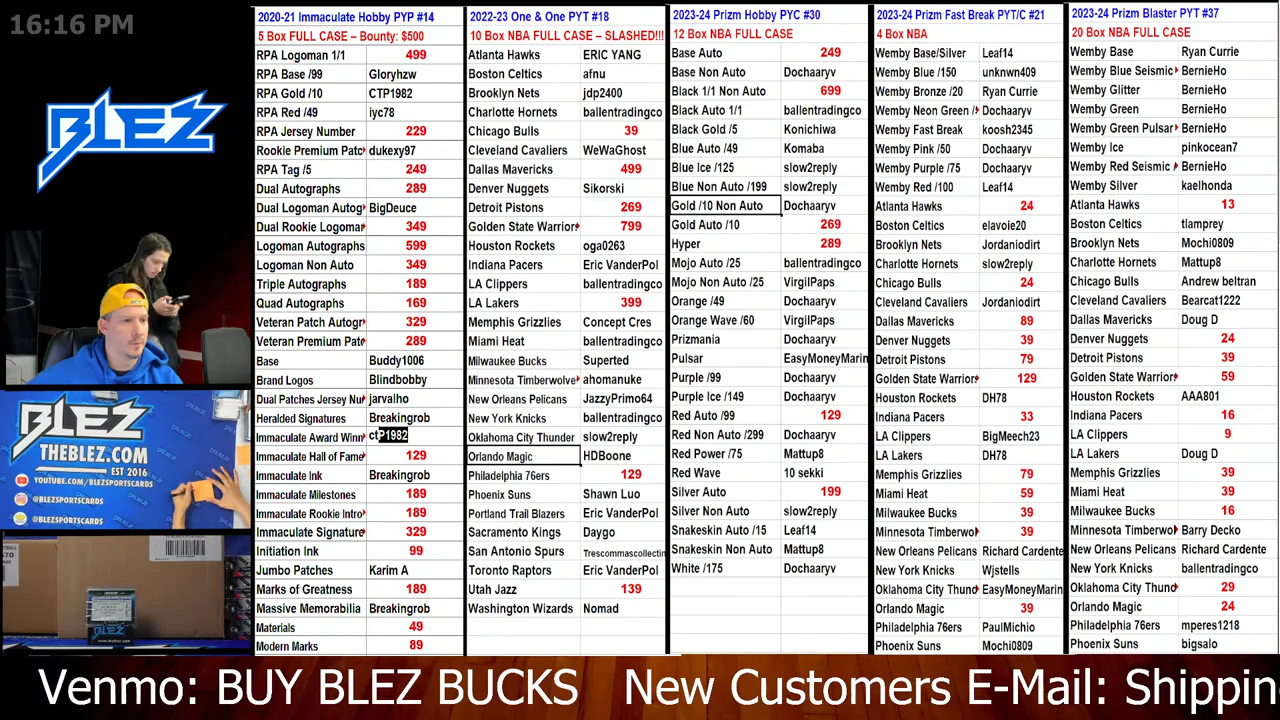 16:16 PM
BLEZ
BLEZ
THEBLEZ.COM
EST 2016
YOUTUBE.COM/BLEZSPORTSCARDS
@BLEZSPORTSCARDS
@BLEZSPORTSCARDS
BLEZ
2020-21 Immaculate Hobby PYP #14
5 Box FULL CASE – Bounty: $500
RPA Logoman 1/1 499
RPA Base /99 Gloryhzw
RPA Gold /10 CTP1982
RPA Red /49 iyc78
RPA Jersey Number 229
Rookie Premium Patc dukexy97
RPA Tag /5 249
Dual Autographs 289
Dual Logoman Autog BigDeuce
Dual Rookie Logoma 349
Logoman Autographs 599
Logoman Non Auto 349
Triple Autographs 189
Quad Autographs 169
Veteran Patch Autogr 329
Veteran Premium Pat 289
Base Buddy1006
Brand Logos Blindbobby
Dual Patches Jersey Nu jarvalho
Heralded Signatures Breakingrob
Immaculate Award Winn ctP1982
Immaculate Hall of Fame 129
Immaculate Ink Breakingrob
Immaculate Milestones 189
Immaculate Rookie Intro 189
Immaculate Signature 329
Initiation Ink 99
Jumbo Patches Karim A
Marks of Greatness 189
Massive Memorabilia Breakingrob
Materials 49
Modern Marks 89
2022-23 One & One PYT #18
10 Box NBA FULL CASE – SLASHED!!!
Atlanta Hawks ERIC YANG
Boston Celtics afnu
Brooklyn Nets jdp2400
Charlotte Hornets ballentradingco
Chicago Bulls 39
Cleveland Cavaliers WeWaGhost
Dallas Mavericks 499
Denver Nuggets Sikorski
Detroit Pistons 269
Golden State Warrior 799
Houston Rockets oga0263
Indiana Pacers Eric VanderPol
LA Clippers ballentradingco
LA Lakers 399
Memphis Grizzlies Concept Cres
Miami Heat ballentradingco
Milwaukee Bucks Superted
Minnesota Timberwolve ahomanuke
New Orleans Pelicans JazzyPrimo64
New York Knicks ballentradingco
Oklahoma City Thunder slow2reply
Orlando Magic HDBoone
Philadelphia 76ers 129
Phoenix Suns Shawn Luo
Portland Trail Blazers Eric VanderPol
Sacramento Kings Daygo
San Antonio Spurs Trescommascollectin
Toronto Raptors Eric VanderPol
Utah Jazz 139
Washington Wizards Nomad
2023-24 Prizm Hobby PYC #30
12 Box NBA FULL CASE
Base Auto 249
Base Non Auto Dochaaryv
Black 1/1 Non Auto 699
Black Auto 1/1 ballentradingco
Black Gold /5 Konichiwa
Blue Auto /49 Komaba
Blue Ice /125 slow2reply
Blue Non Auto /199 slow2reply
Gold /10 Non Auto Dochaaryv
Gold Auto /10 269
Hyper 289
Mojo Auto /25 ballentradingco
Mojo Non Auto /25 VirgilPaps
Orange /49 Dochaaryv
Orange Wave /60 VirgilPaps
Prizmania Dochaaryv
Pulsar EasyMoneyMarin
Purple /99 Dochaaryv
Purple Ice /149 Dochaaryv
Red Auto /99 129
Red Non Auto /299 Dochaaryv
Red Power /75 Mattup8
Red Wave 10 sekki
Silver Auto 199
Silver Non Auto slow2reply
Snakeskin Auto /15 Leaf14
Snakeskin Non Auto Mattup8
White /175 Dochaaryv
2023-24 Prizm Fast Break PYT/C #21
4 Box NBA
Wemby Base/Silver Leaf14
Wemby Blue /150 unknwn409
Wemby Bronze /20 Ryan Currie
Wemby Neon Green / Dochaaryv
Wemby Fast Break koosh2345
Wemby Pink /50 Dochaaryv
Wemby Purple /75 Dochaaryv
Wemby Red /100 Leaf14
Atlanta Hawks 24
Boston Celtics elavoie20
Brooklyn Nets Jordaniodirt
Charlotte Hornets slow2reply
Chicago Bulls 24
Cleveland Cavaliers Jordaniodirt
Dallas Mavericks 89
Denver Nuggets 39
Detroit Pistons 79
Golden State Warrior 129
Houston Rockets DH78
Indiana Pacers 33
LA Clippers BigMeech23
LA Lakers DH78
Memphis Grizzlies 79
Miami Heat 59
Milwaukee Bucks 39
Minnesota Timberwo 39
New Orleans Pelicans Richard Cardente
New York Knicks Wjstells
Oklahoma City Thund EasyMoneyMarin
Orlando Magic 39
Philadelphia 76ers PaulMichio
Phoenix Suns Mochi0809
2023-24 Prizm Blaster PYT #37
20 Box NBA FULL CASE
Wemby Base Ryan Currie
Wemby Blue Seismic BernieHo
Wemby Glitter BernieHo
Wemby Green BernieHo
Wemby Green Pulsar BernieHo
Wemby Ice pinkocean7
Wemby Red Seismic BernieHo
Wemby Silver kaelhonda
Atlanta Hawks 13
Boston Celtics tlamprey
Brooklyn Nets Mochi0809
Charlotte Hornets Mattup8
Chicago Bulls Andrew beltran
Cleveland Cavaliers Bearcat1222
Dallas Mavericks Doug D
Denver Nuggets 24
Detroit Pistons 39
Golden State Warrior 59
Houston Rockets AAA801
Indiana Pacers 16
LA Clippers 9
LA Lakers Doug D
Memphis Grizzlies 39
Miami Heat 39
Milwaukee Bucks 16
Minnesota Timberwo Barry Decko
New Orleans Pelicans Richard Cardente
New York Knicks ballentradingco
Oklahoma City Thun 29
Orlando Magic 24
Philadelphia 76ers mperes1218
Phoenix Suns bigsalo
Venmo: BUY BLEZ BUCKS New Customers E-Mail: Shippin